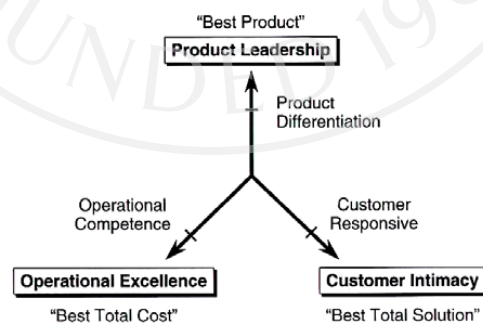 "Best Product"
Product Leadership
Product
Differentiation
Operational
Competence
Customer
Responsive
Operational Excellence
Customer Intimacy
"Best Total Cost"
"Best Total Solution"